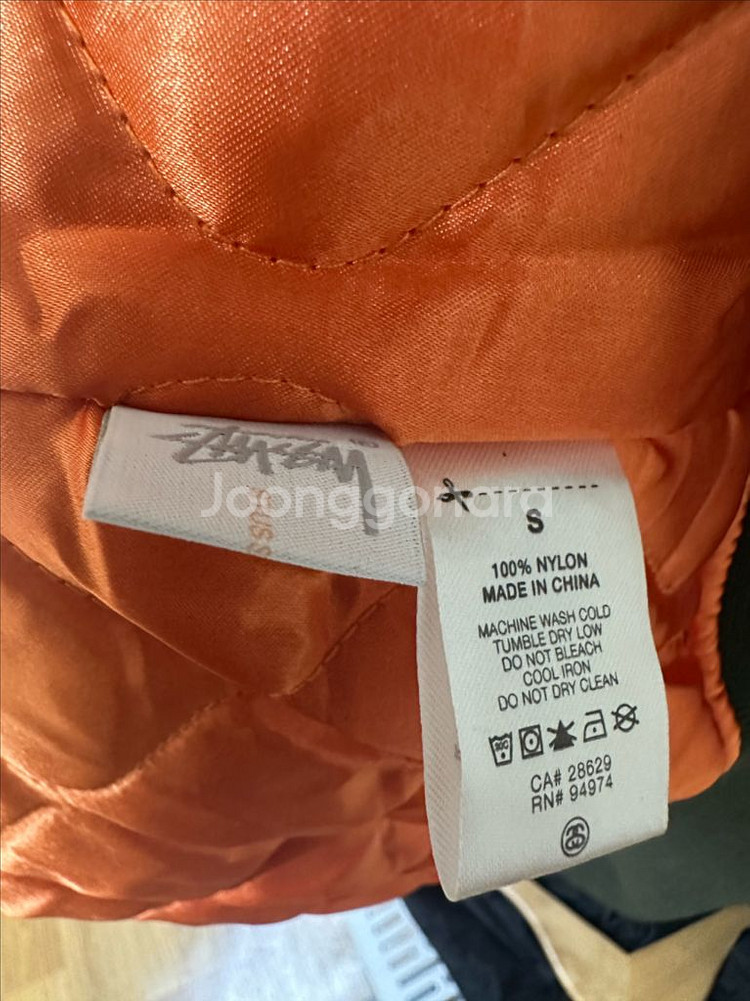 STÜSSY
Joonggonara
S
100% NYLON
MADE IN CHINA
MACHINE WASH COLD
TUMBLE DRY LOW
DO NOT BLEACH
COOL IRON
DO NOT DRY CLEAN
CA# 28629
RN# 94974